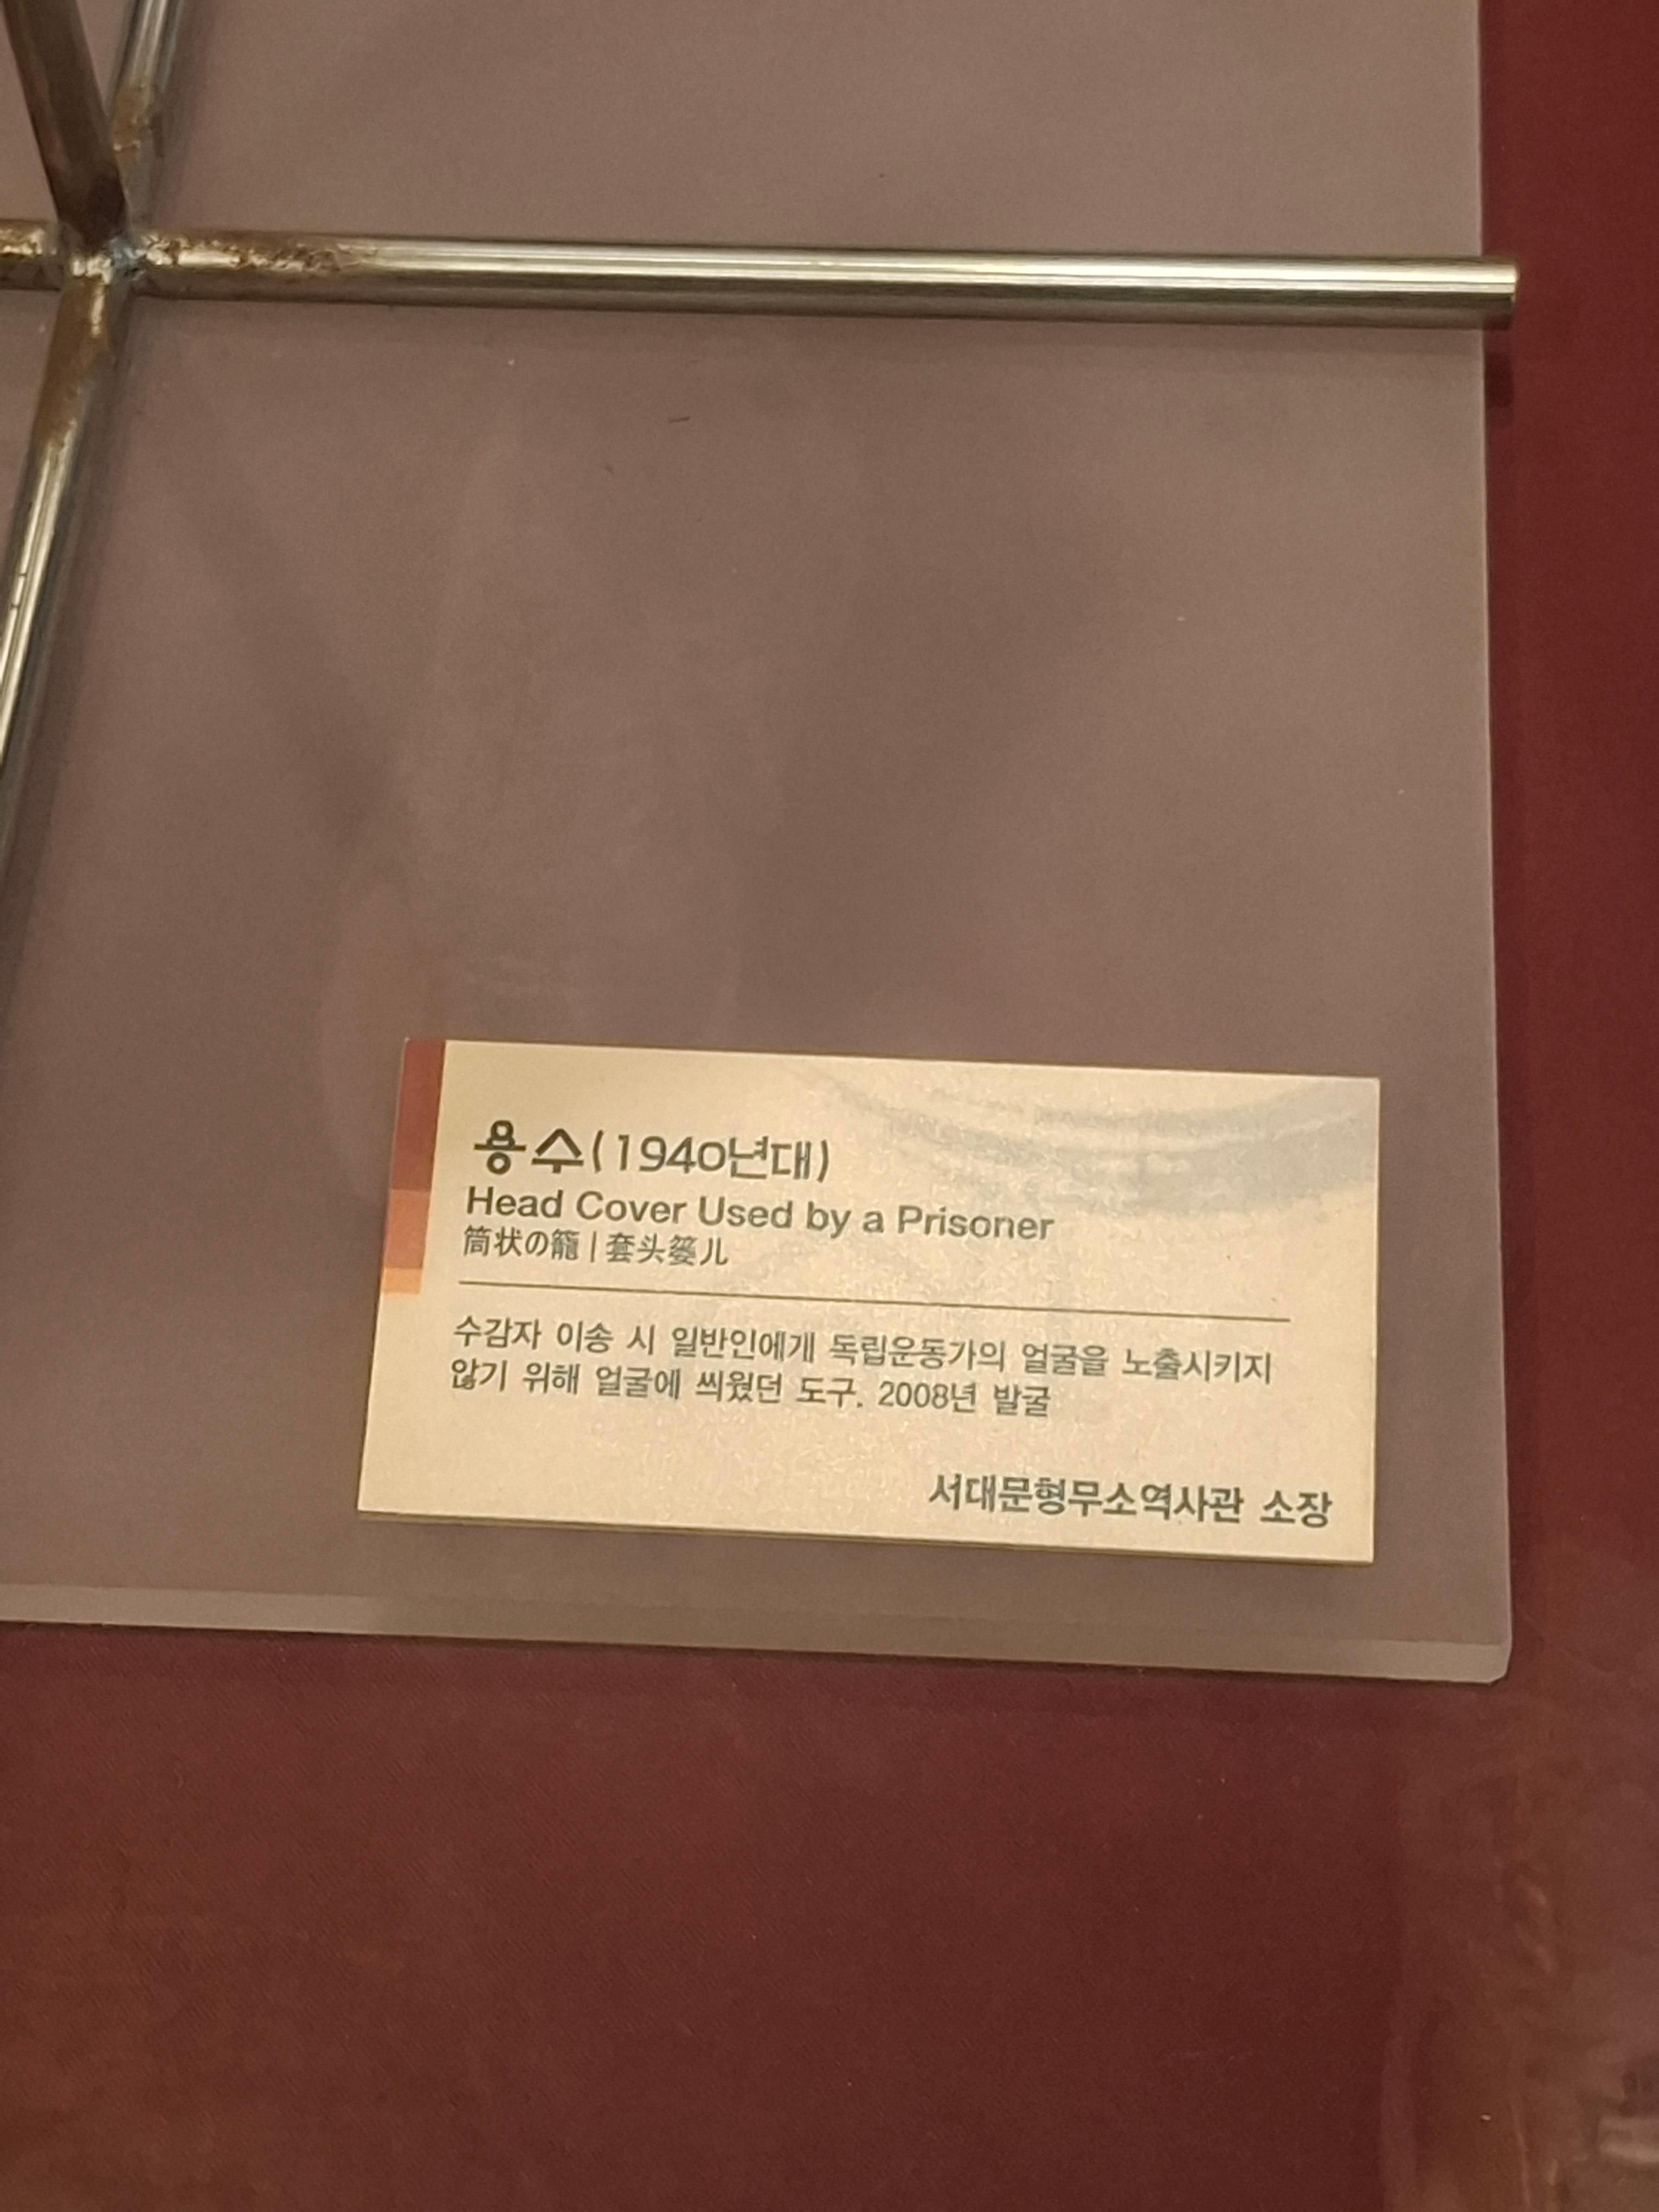 용수(1940년대)
Head Cover Used by a Prisoner
筒状の籠 | 套头篓儿
수감자 이송 시 일반인에게 독립운동가의 얼굴을 노출시키지
않기 위해 얼굴에 씌웠던 도구. 2008년 발굴
서대문형무소역사관 소장